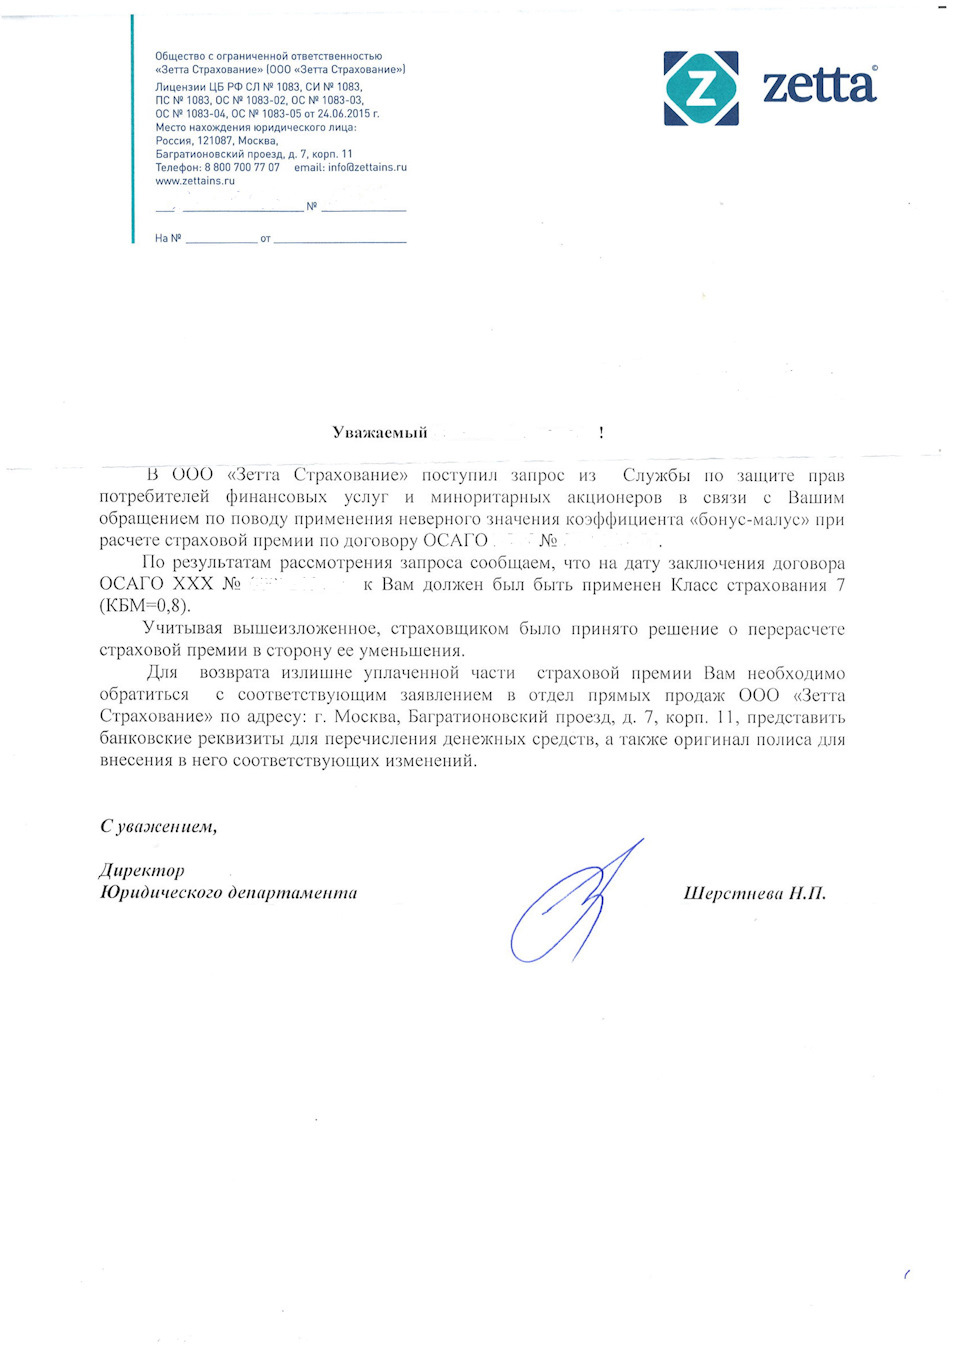 Общество с ограниченной ответственностью
«Зетта Страхование» (ООО «Зетта Страхование»)
Лицензии ЦБ РФ СЛ № 1083, СИ № 1083,
ПС № 1083, ОС № 1083-02, ОС № 1083-03,
ОС № 1083-04, ОС № 1083-05 от 24.06.2015 г.
Место нахождения юридического лица:
Россия, 121087, Москва,
Багратионовский проезд, д. 7, корп. 11
Телефон: 8 800 700 77 07 email: info@zettains.ru
www.zettains.ru
№
На № от
Z zetta©
Уважаемый !
В ООО «Зетта Страхование» поступил запрос из Службы по защите прав
потребителей финансовых услуг и миноритарных акционеров в связи с Вашим
обращением по поводу применения неверного значения коэффициента «бонус-малус» при
расчете страховой премии по договору ОСАГО № .
По результатам рассмотрения запроса сообщаем, что на дату заключения договора
ОСАГО ХХХ № к Вам должен был быть применен Класс страхования 7
(КБМ=0,8).
Учитывая вышеизложенное, страховщиком было принято решение о перерасчете
страховой премии в сторону ее уменьшения.
Для возврата излишне уплаченной части страховой премии Вам необходимо
обратиться с соответствующим заявлением в отдел прямых продаж ООО «Зетта
Страхование» по адресу: г. Москва, Багратионовский проезд, д. 7, корп. 11, представить
банковские реквизиты для перечисления денежных средств, а также оригинал полиса для
внесения в него соответствующих изменений.
С уважением,
Директор
Юридического департамента Шерстнева Н.П.